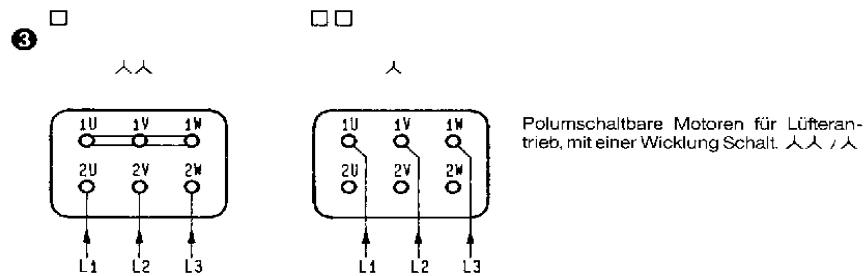 ❸
1U 1V 1W
2U 2V 2W
L1 L2 L3
1U 1V 1W
2U 2V 2W
L1 L2 L3
Polumschaltbare Motoren für Lüfteran-
trieb, mit einer Wicklung Schalt. ⅄⅄ / ⅄